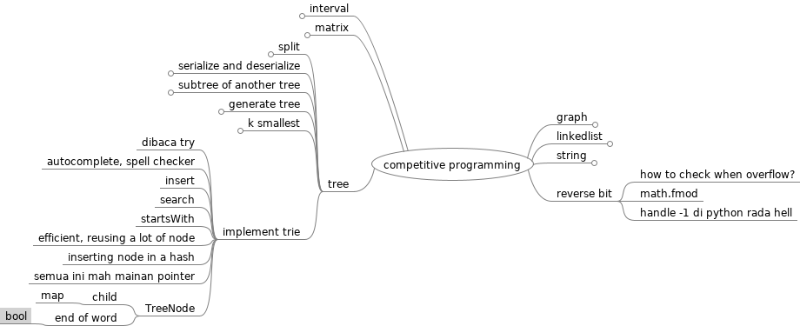 interval
matrix
split
serialize and deserialize
subtree of another tree
generate tree
k smallest
dibaca try
autocomplete, spell checker
insert
search
startsWith
efficient, reusing a lot of node
inserting node in a hash
semua ini mah mainan pointer
map
child
bool
end of word
TreeNode
implement trie
tree
competitive programming
graph
linkedlist
string
reverse bit
how to check when overflow?
math.fmod
handle -1 di python rada hell